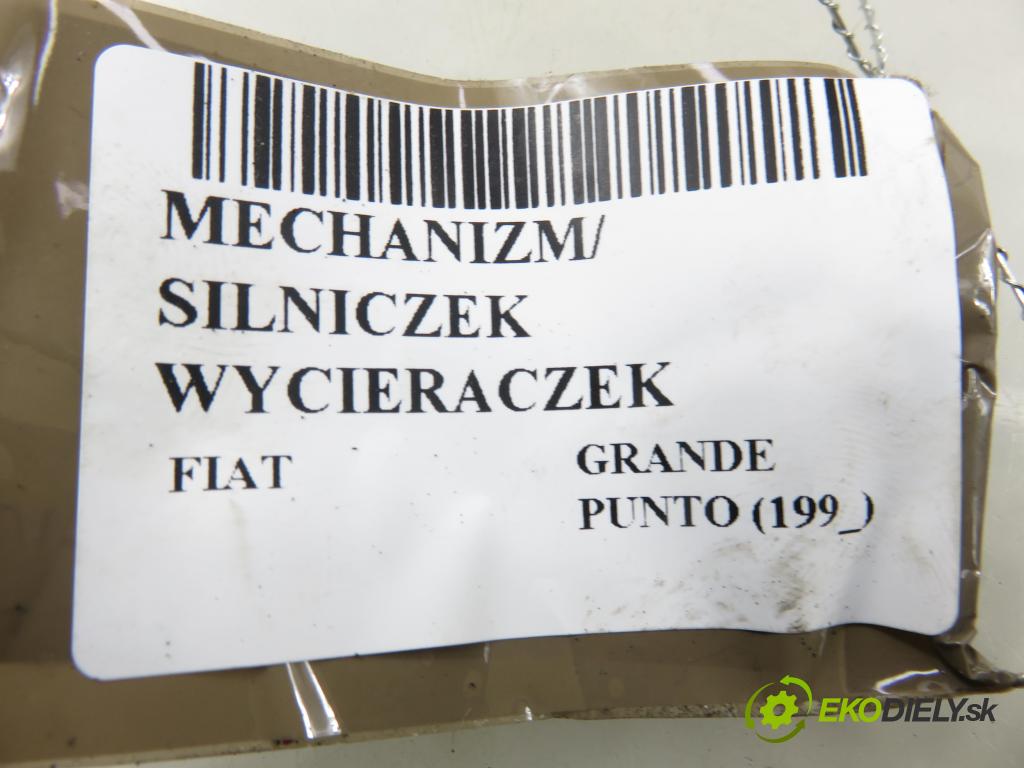 MECHANIZM/
SILNICZEK
WYCIERACZEK
FIAT
GRANDE
PUNTO (199_)
EKODIELY.sk